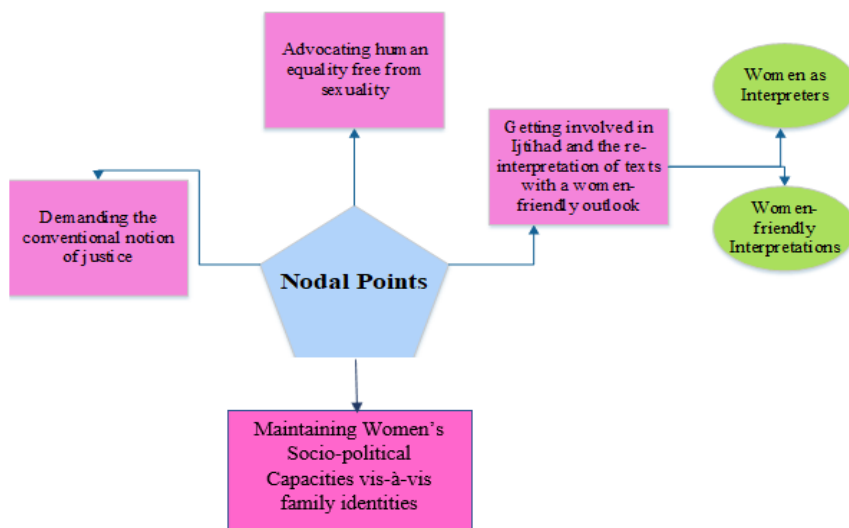 Advocating human
equality free from
sexuality
Women as
Interpreters
Getting involved in
Ijtihad and the re-
interpretation of texts
with a women-
friendly outlook
Women-
friendly
Interpretations
Demanding the
conventional notion
of justice
Nodal Points
Maintaining Women’s
Socio-political
Capacities vis-à-vis
family identities